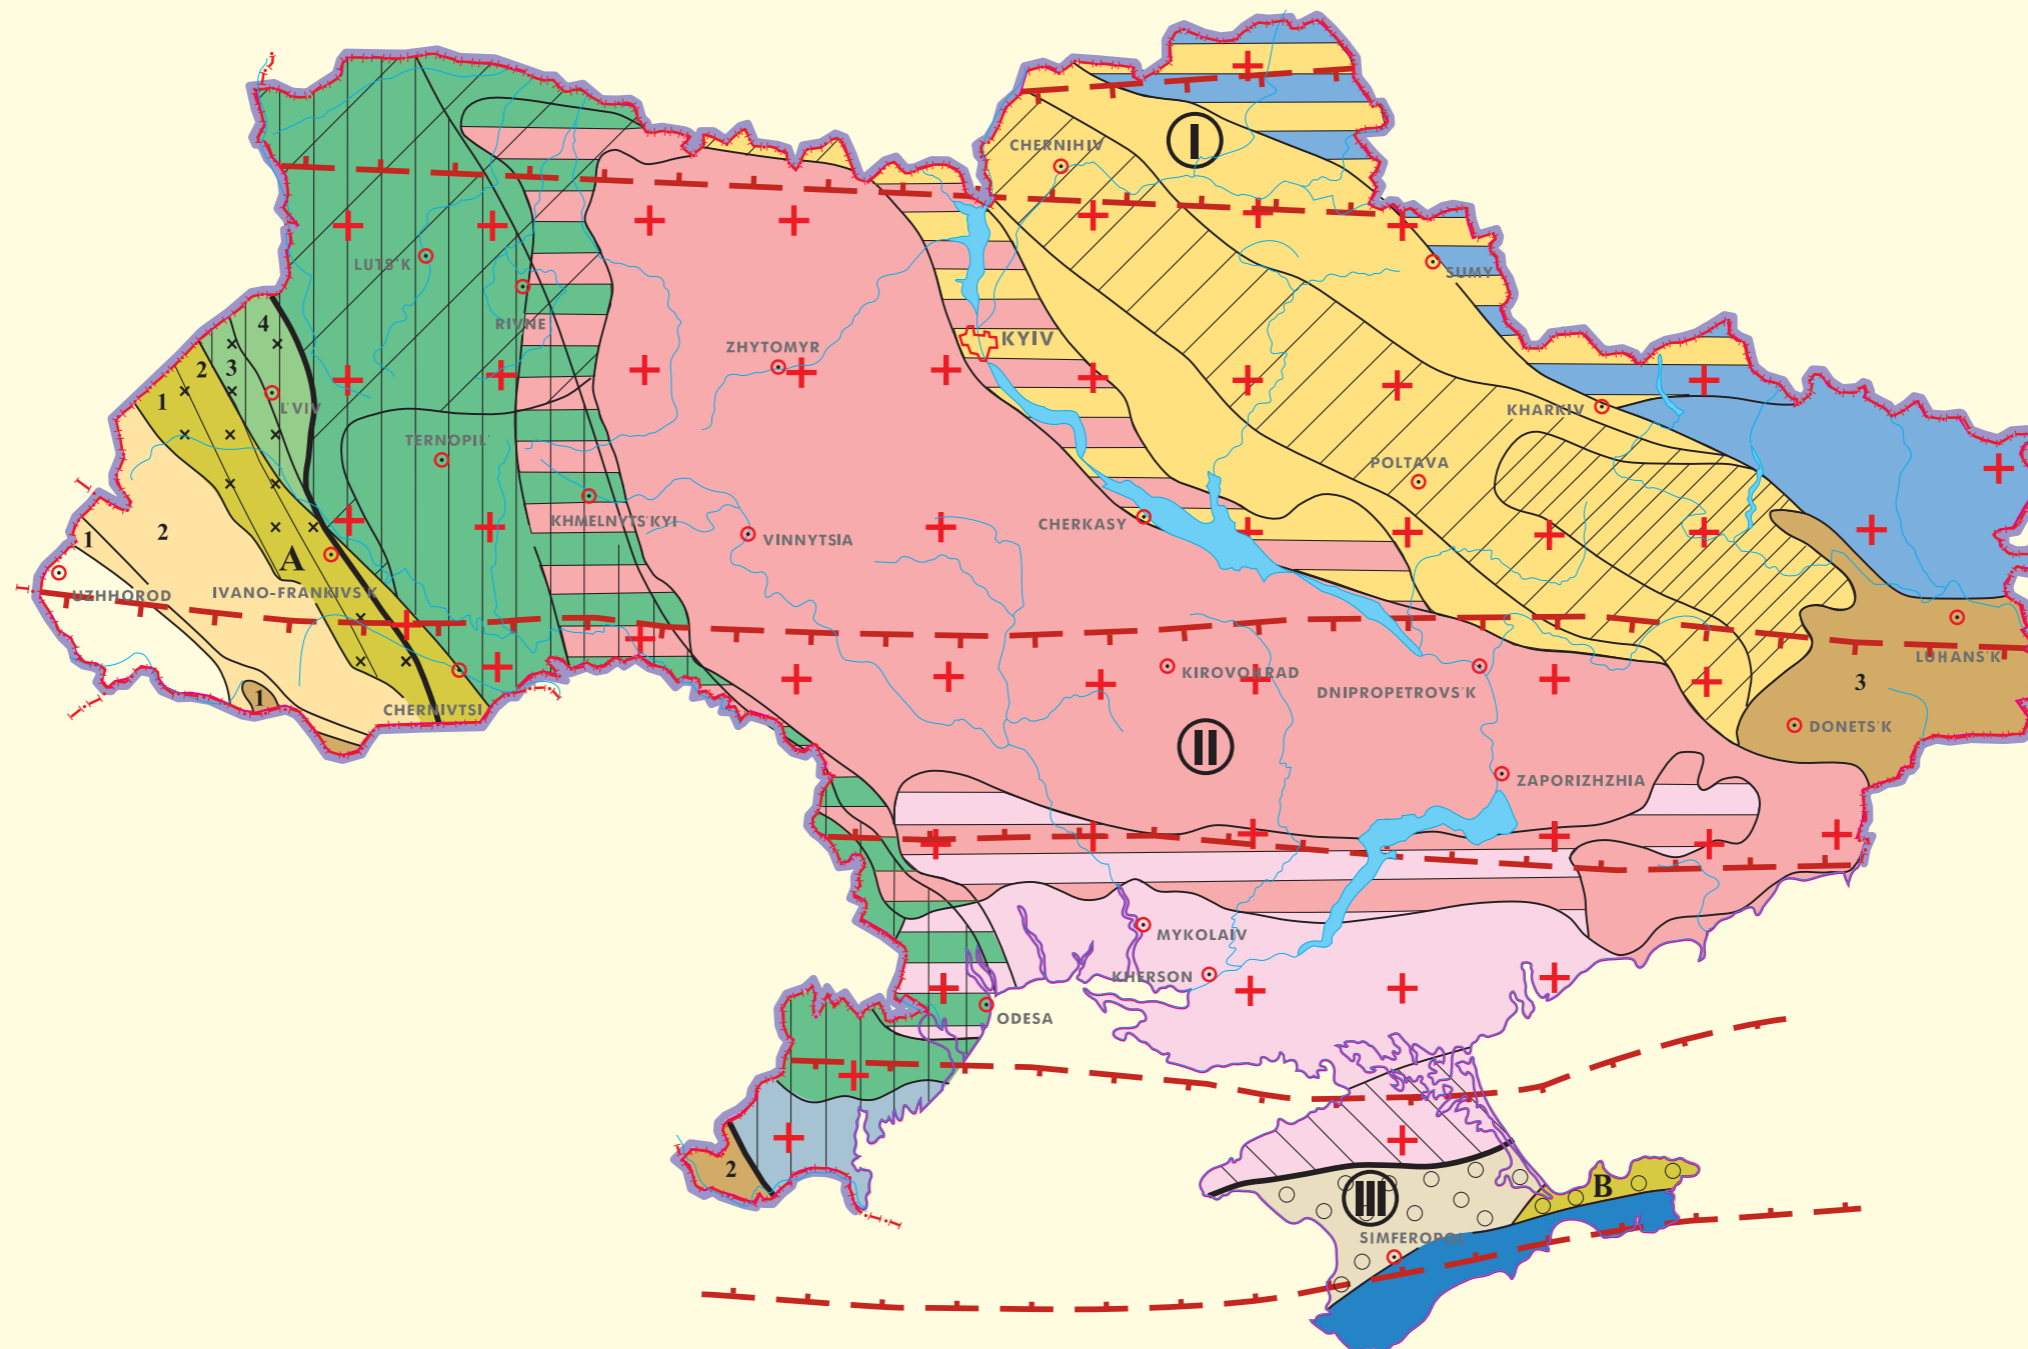 I
CHERNIHIV
LUTS'K
SUMY
RIVNE
4
KYIV
ZHYTOMYR
2
3
1
L'VIV
KHARKIV
TERNOPIL'
POLTAVA
KHMELNYTS'KYI
CHERKASY
VINNYTSIA
1
2
A
UZHHOROD
IVANO-FRANKIVS'K
LUHANS'K
KIROVOHRAD
DNIPROPETROVS'K
3
1
CHERNIVTSI
DONETS'K
II
ZAPORIZHZHIA
MYKOLAIV
KHERSON
ODESA
2
III
B
SIMFEROPOL